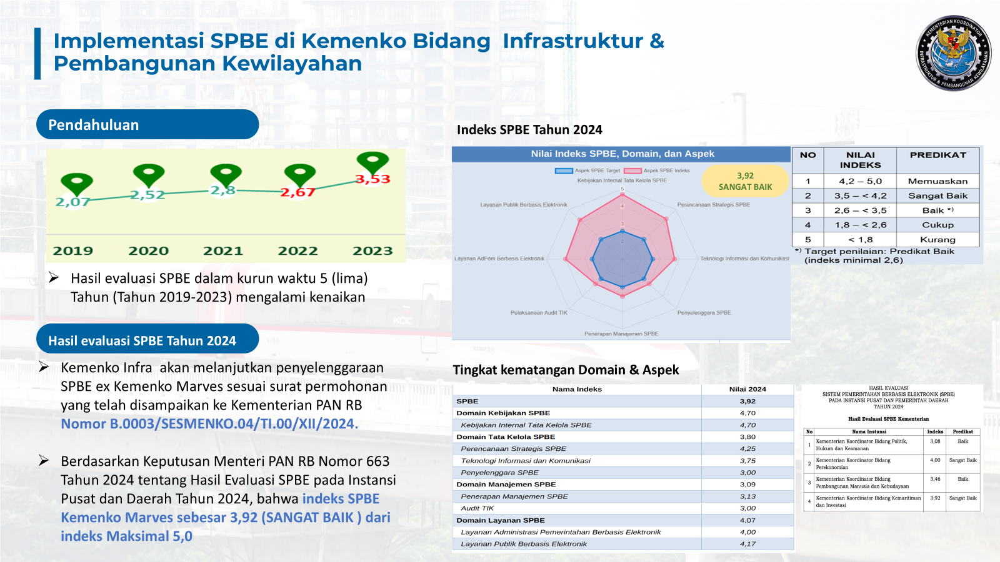 Implementasi SPBE di Kemenko Bidang  Infrastruktur &
Pembangunan Kewilayahan
KEMENTERIAN KOORDINATOR
INFRASTRUKTUR & PEMBANGUNAN KEWILAYAHAN
Pendahuluan
2,07
2,52
2,8
2,67
3,53
2019 2020 2021 2022 2023
➢ Hasil evaluasi SPBE dalam kurun waktu 5 (lima)
Tahun (Tahun 2019-2023) mengalami kenaikan
Hasil evaluasi SPBE Tahun 2024
➢ Kemenko Infra  akan melanjutkan penyelenggaraan
SPBE ex Kemenko Marves sesuai surat permohonan
yang telah disampaikan ke Kementerian PAN RB
Nomor B.0003/SESMENKO.04/TI.00/XII/2024.
➢ Berdasarkan Keputusan Menteri PAN RB Nomor 663
Tahun 2024 tentang Hasil Evaluasi SPBE pada Instansi
Pusat dan Daerah Tahun 2024, bahwa indeks SPBE
Kemenko Marves sebesar 3,92 (SANGAT BAIK ) dari
indeks Maksimal 5,0
Indeks SPBE Tahun 2024
Nilai Indeks SPBE, Domain, dan Aspek
Aspek SPBE Target Aspek SPBE Indeks
3,92
SANGAT BAIK
Kebijakan Internal Tata Kelola SPBE
5
4
3
2
Layanan Publik Berbasis Elektronik
Perencanaan Strategis SPBE
Layanan AdPem Berbasis Elektronik
Teknologi Informasi dan Komunikasi
Pelaksanaan Audit TIK
Penyelenggara SPBE
Penerapan Manajemen SPBE
NO NILAI INDEKS PREDIKAT
1 4,2 – 5,0 Memuaskan
2 3,5 – < 4,2 Sangat Baik
3 2,6 – < 3,5 Baik *)
4 1,8 – < 2,6 Cukup
5 < 1,8 Kurang
*) Target penilaian: Predikat Baik
(indeks minimal 2,6)
Tingkat kematangan Domain & Aspek
Nama Indeks Nilai 2024
SPBE 3,92
Domain Kebijakan SPBE 4,70
Kebijakan Internal Tata Kelola SPBE 4,70
Domain Tata Kelola SPBE 3,80
Perencanaan Strategis SPBE 4,25
Teknologi Informasi dan Komunikasi 3,75
Penyelenggara SPBE 3,00
Domain Manajemen SPBE 3,09
Penerapan Manajemen SPBE 3,13
Audit TIK 3,00
Domain Layanan SPBE 4,07
Layanan Administrasi Pemerintahan Berbasis Elektronik 4,00
Layanan Publik Berbasis Elektronik 4,17
HASIL EVALUASI
SISTEM PEMERINTAHAN BERBASIS ELEKTRONIK (SPBE)
PADA INSTANSI PUSAT DAN PEMERINTAH DAERAH
TAHUN 2024
Hasil Evaluasi SPBE Kementerian
No Nama Instansi Indeks Predikat
1 Kementerian Koordinator Bidang Politik, 3,08 Baik
Hukum dan Keamanan
2 Kementerian Koordinator Bidang 4,00 Sangat Baik
Perekonomian
3 Kementerian Koordinator Bidang 3,46 Baik
Pembangunan Manusia dan Kebudayaan
4 Kementerian Koordinator Bidang Kemaritiman 3,92 Sangat Baik
dan Investasi
KCIC